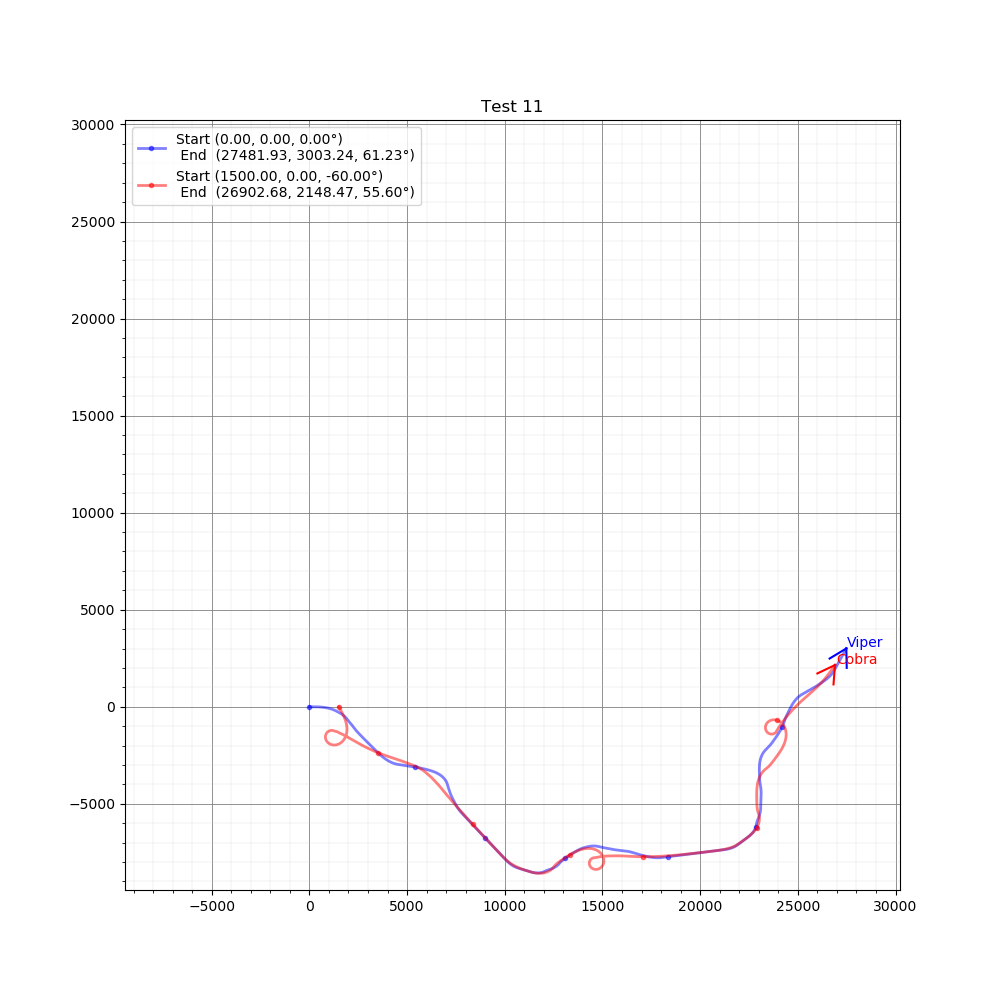 Test 11
Start (0.00, 0.00, 0.00°)
End (27481.93, 3003.24, 61.23°)
Start (1500.00, 0.00, -60.00°)
End (26902.68, 2148.47, 55.60°)
30000
25000
20000
15000
10000
5000
0
−5000
Viper
Cobra
−5000 0 5000 10000 15000 20000 25000 30000